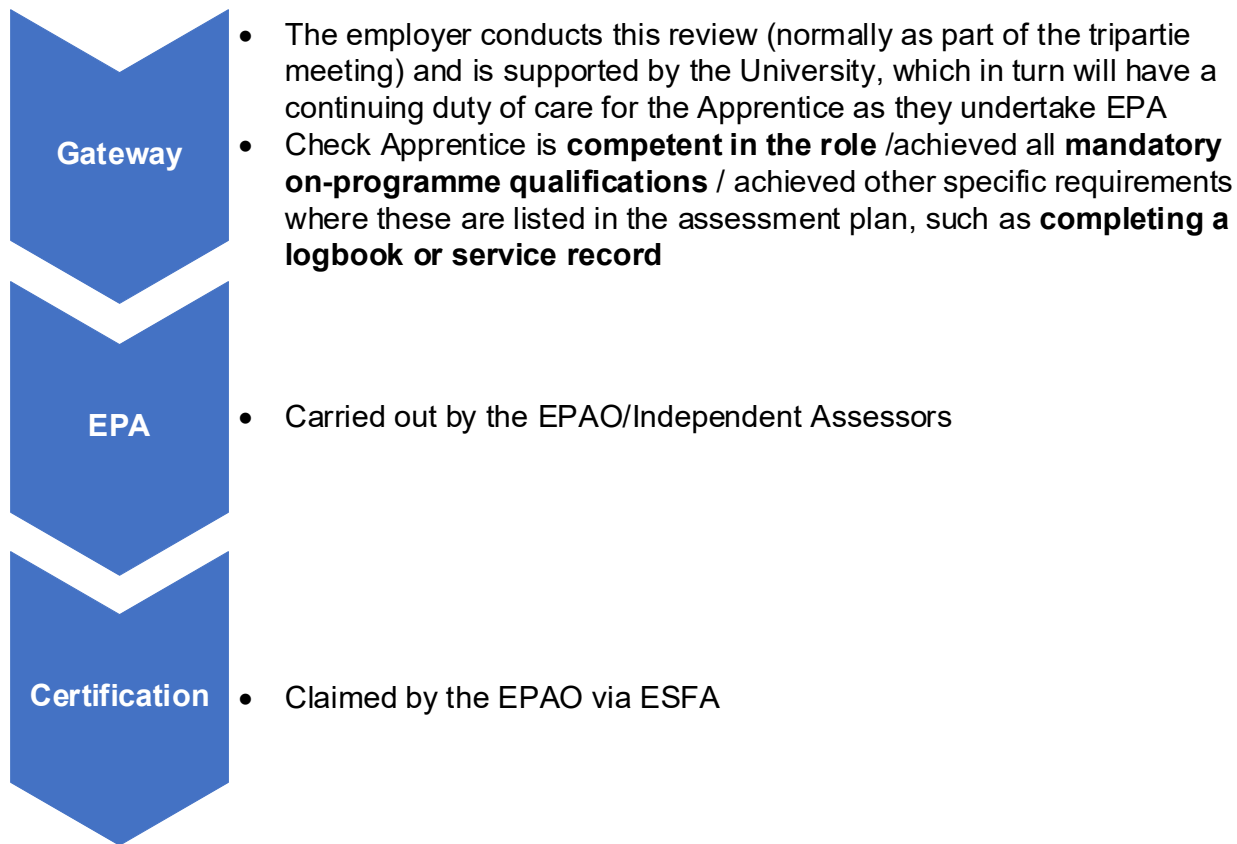 Gateway
• The employer conducts this review (normally as part of the tripartie
meeting) and is supported by the University, which in turn will have a
continuing duty of care for the Apprentice as they undertake EPA
• Check Apprentice is competent in the role /achieved all mandatory
on-programme qualifications / achieved other specific requirements
where these are listed in the assessment plan, such as completing a
logbook or service record
EPA
• Carried out by the EPAO/Independent Assessors
Certification
• Claimed by the EPAO via ESFA